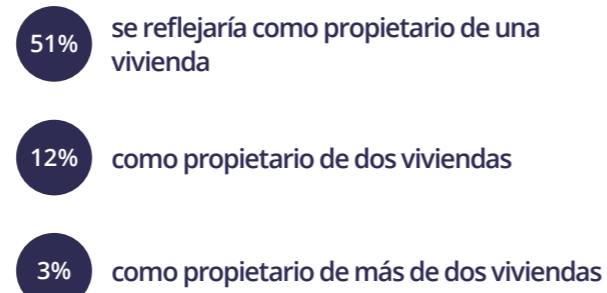 51%
se reflejaría como propietario de una
vivienda
12%
como propietario de dos viviendas
3%
como propietario de más de dos viviendas